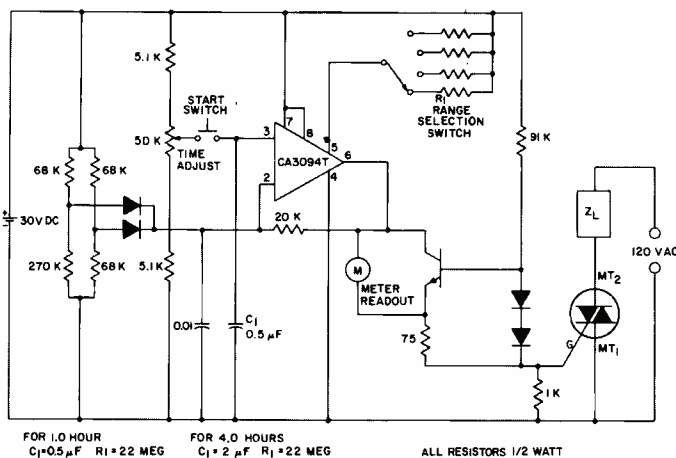 5.1 K
START
SWITCH
50 K
TIME
ADJUST
3
2
7
8
5
6
4
CA3094T
R1
RANGE
SELECTION
SWITCH
91 K
68 K
68 K
270 K
68K
30V DC
5.1 K
20 K
0.01
C1
0.5 µF
M
METER
READOUT
75
1 K
ZL
120 VAC
MT2
G
MT1
FOR 1.0 HOUR
C1=0.5 µF R1=22 MEG
FOR 4.0 HOURS
C1= 2 µF R1=22 MEG
ALL RESISTORS 1/2 WATT